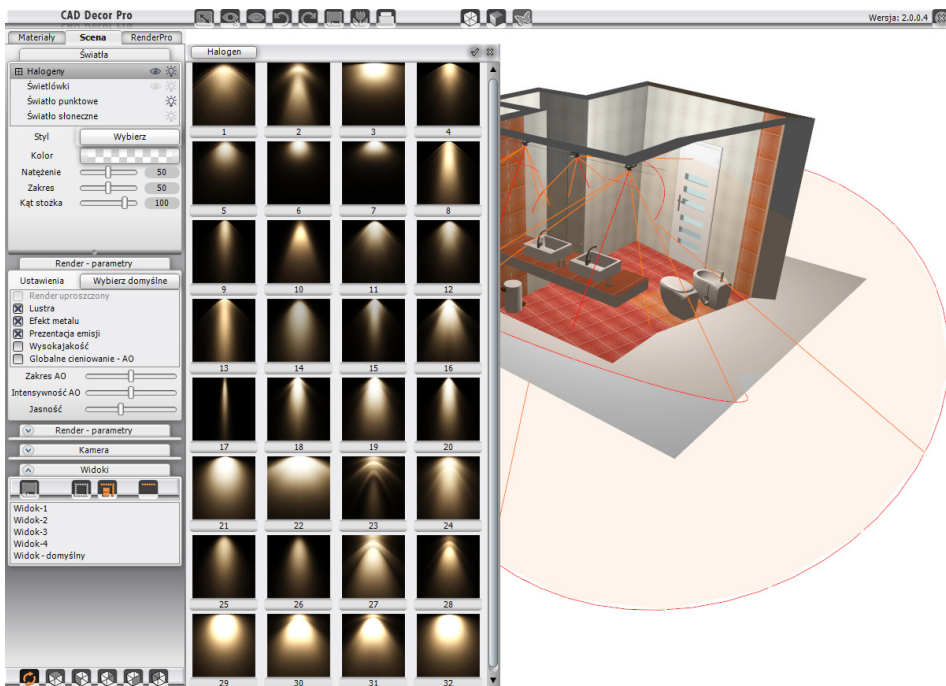 CAD Decor Pro
Wersja: 2.0.0.4
Materiały Scena RenderPro
Światła
Halogeny
Świetlówki
Światło punktowe
Światło słoneczne
Styl Wybierz
Kolor
Natężenie 50
Zakres 50
Kąt stożka 100
Render - parametry
Ustawienia Wybierz domyślne
Render uproszczony
Lustra
Efekt metalu
Prezentacja emisji
Wysokajakość
Globalne cieniowanie - AO
Zakres AO
Intensywność AO
Jasność
Render - parametry
Kamera
Widoki
Widok-1
Widok-2
Widok-3
Widok-4
Widok - domyślny
Halogen
1 2 3 4
5 6 7 8
9 10 11 12
13 14 15 16
17 18 19 20
21 22 23 24
25 26 27 28
29 30 31 32